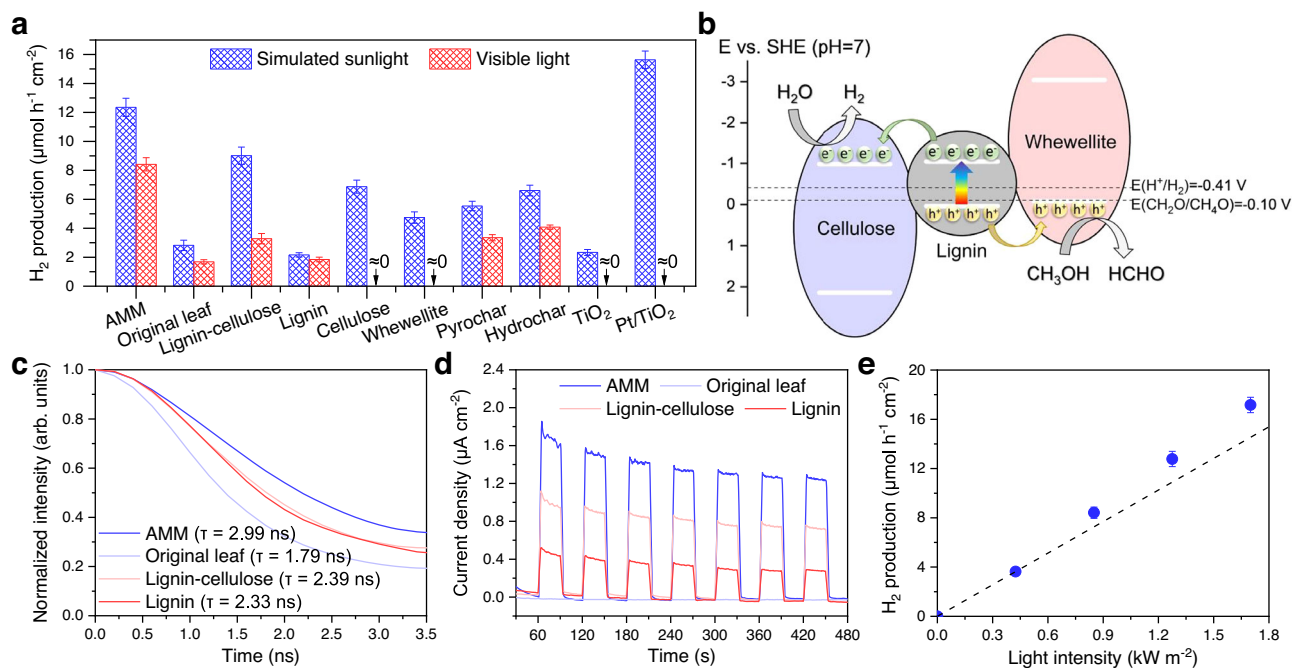 a
H₂ production (μmol h⁻¹ cm⁻²)
16
14
12
10
8
6
4
2
0
Simulated sunlight
Visible light
≈0
≈0
≈0
≈0
AMM
Original leaf
Lignin-cellulose
Lignin
Cellulose
Whewellite
Pyrochar
Hydrochar
TiO₂
Pt/TiO₂
b
E vs. SHE (pH=7)
-3
-2
-1
0
1
2
H₂O
H₂
e⁻ e⁻ e⁻ e⁻
e⁻ e⁻ e⁻ e⁻
Whewellite
E(H⁺/H₂)=-0.41 V
E(CH₂O/CH₄O)=-0.10 V
h⁺ h⁺ h⁺ h⁺
h⁺ h⁺ h⁺ h⁺
Cellulose
Lignin
CH₃OH
HCHO
c
Normalized intensity (arb. units)
1.0
0.8
0.6
0.4
0.2
0.0
AMM (τ = 2.99 ns)
Original leaf (τ = 1.79 ns)
Lignin-cellulose (τ = 2.39 ns)
Lignin (τ = 2.33 ns)
0.0 0.5 1.0 1.5 2.0 2.5 3.0 3.5
Time (ns)
d
Current density (μA cm⁻²)
2.4
2.0
1.6
1.2
0.8
0.4
0.0
AMM
Original leaf
Lignin-cellulose
Lignin
60 120 180 240 300 360 420 480
Time (s)
e
H₂ production (μmol h⁻¹ cm⁻²)
20
16
12
8
4
0
0.0 0.3 0.6 0.9 1.2 1.5 1.8
Light intensity (kW m⁻²)